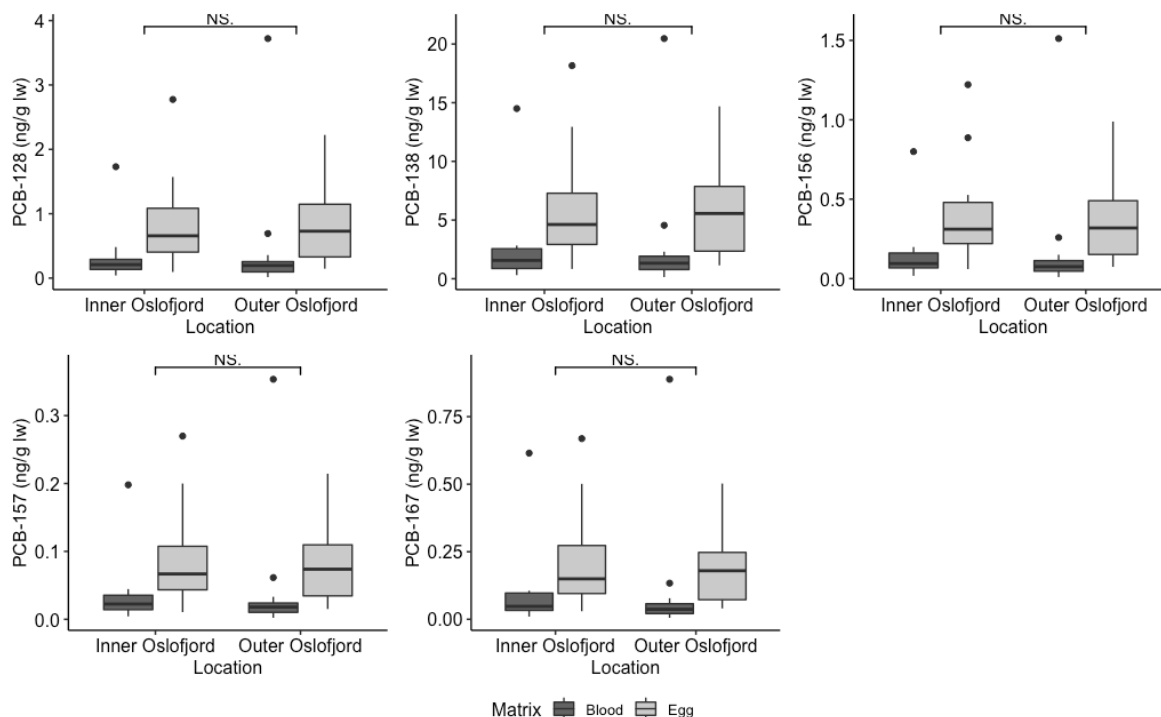 NS.
PCB-128 (ng/g lw)
4
3
2
1
0
Inner Oslofjord Outer Oslofjord
Location
NS.
PCB-138 (ng/g lw)
20
15
10
5
0
Inner Oslofjord Outer Oslofjord
Location
NS.
PCB-156 (ng/g lw)
1.5
1.0
0.5
0.0
Inner Oslofjord Outer Oslofjord
Location
NS.
PCB-157 (ng/g lw)
0.3
0.2
0.1
0.0
Inner Oslofjord Outer Oslofjord
Location
NS.
PCB-167 (ng/g lw)
0.75
0.50
0.25
0.00
Inner Oslofjord Outer Oslofjord
Location
Matrix Blood Egg